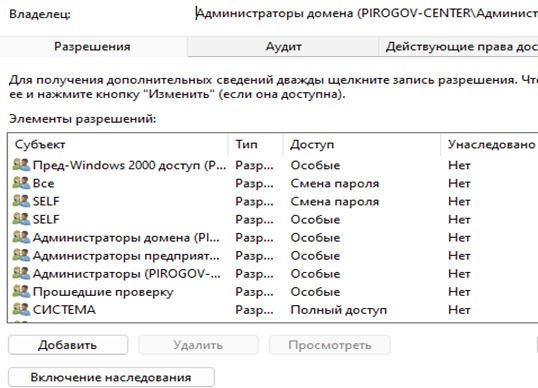 Владелец: Администраторы домена (PIROGOV-CENTER\Админист
Разрешения Аудит Действующие права дос
Для получения дополнительных сведений дважды щелкните запись разрешения. Чт
ее и нажмите кнопку "Изменить" (если она доступна).
Элементы разрешений:
Субъект Тип Доступ Унаследовано
Пред-Windows 2000 доступ (P... Разр... Особые Нет
Все Разр... Смена пароля Нет
SELF Разр... Смена пароля Нет
SELF Разр... Особые Нет
Администраторы домена (PI... Разр... Особые Нет
Администраторы предприят... Разр... Особые Нет
Администраторы (PIROGOV-... Разр... Особые Нет
Прошедшие проверку Разр... Особые Нет
СИСТЕМА Разр... Полный доступ Нет
Добавить Удалить Просмотреть
Включение наследования